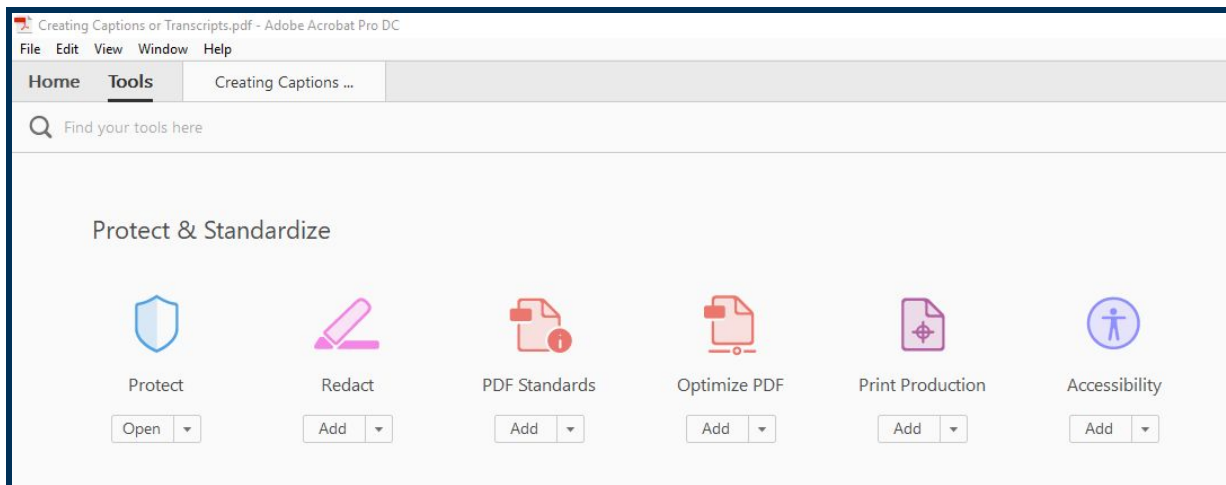 Creating Captions or Transcripts.pdf - Adobe Acrobat Pro DC
File Edit View Window Help
Home Tools Creating Captions ...
Find your tools here
Protect & Standardize
Protect Redact PDF Standards Optimize PDF Print Production Accessibility
Open Add Add Add Add Add